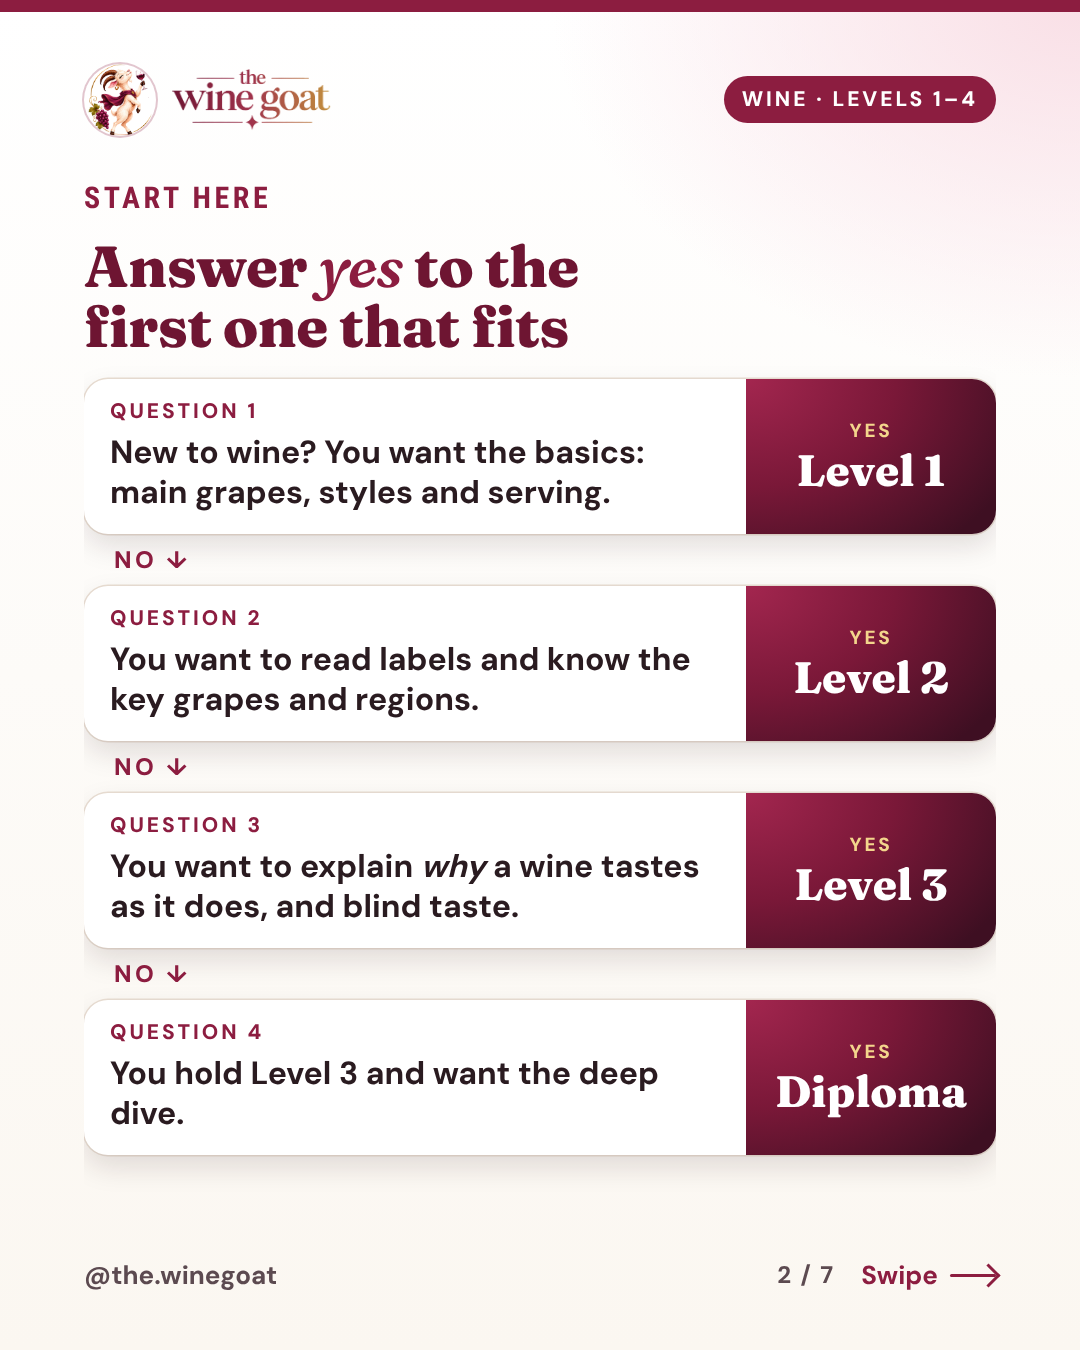 the
wine goat
WINE · LEVELS 1–4
START HERE
Answer yes to the
first one that fits
QUESTION 1
New to wine? You want the basics:
main grapes, styles and serving.
YES
Level 1
NO ↓
QUESTION 2
You want to read labels and know the
key grapes and regions.
YES
Level 2
NO ↓
QUESTION 3
You want to explain why a wine tastes
as it does, and blind taste.
YES
Level 3
NO ↓
QUESTION 4
You hold Level 3 and want the deep
dive.
YES
Diploma
@the.winegoat
2 / 7
Swipe →